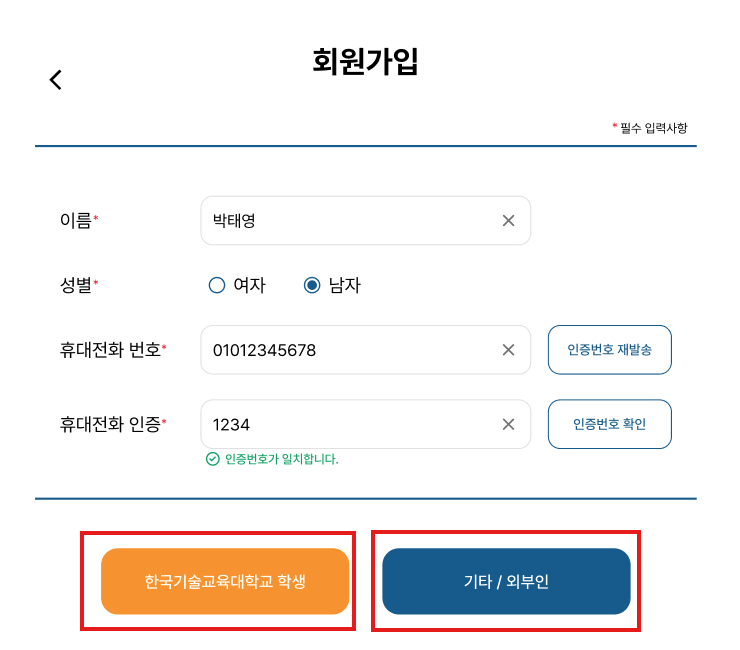 회원가입
* 필수 입력사항
이름* 박태영
성별* 여자 남자
휴대전화 번호* 01012345678 인증번호 재발송
휴대전화 인증* 1234 인증번호 확인
인증번호가 일치합니다.
한국기술교육대학교 학생 기타 / 외부인